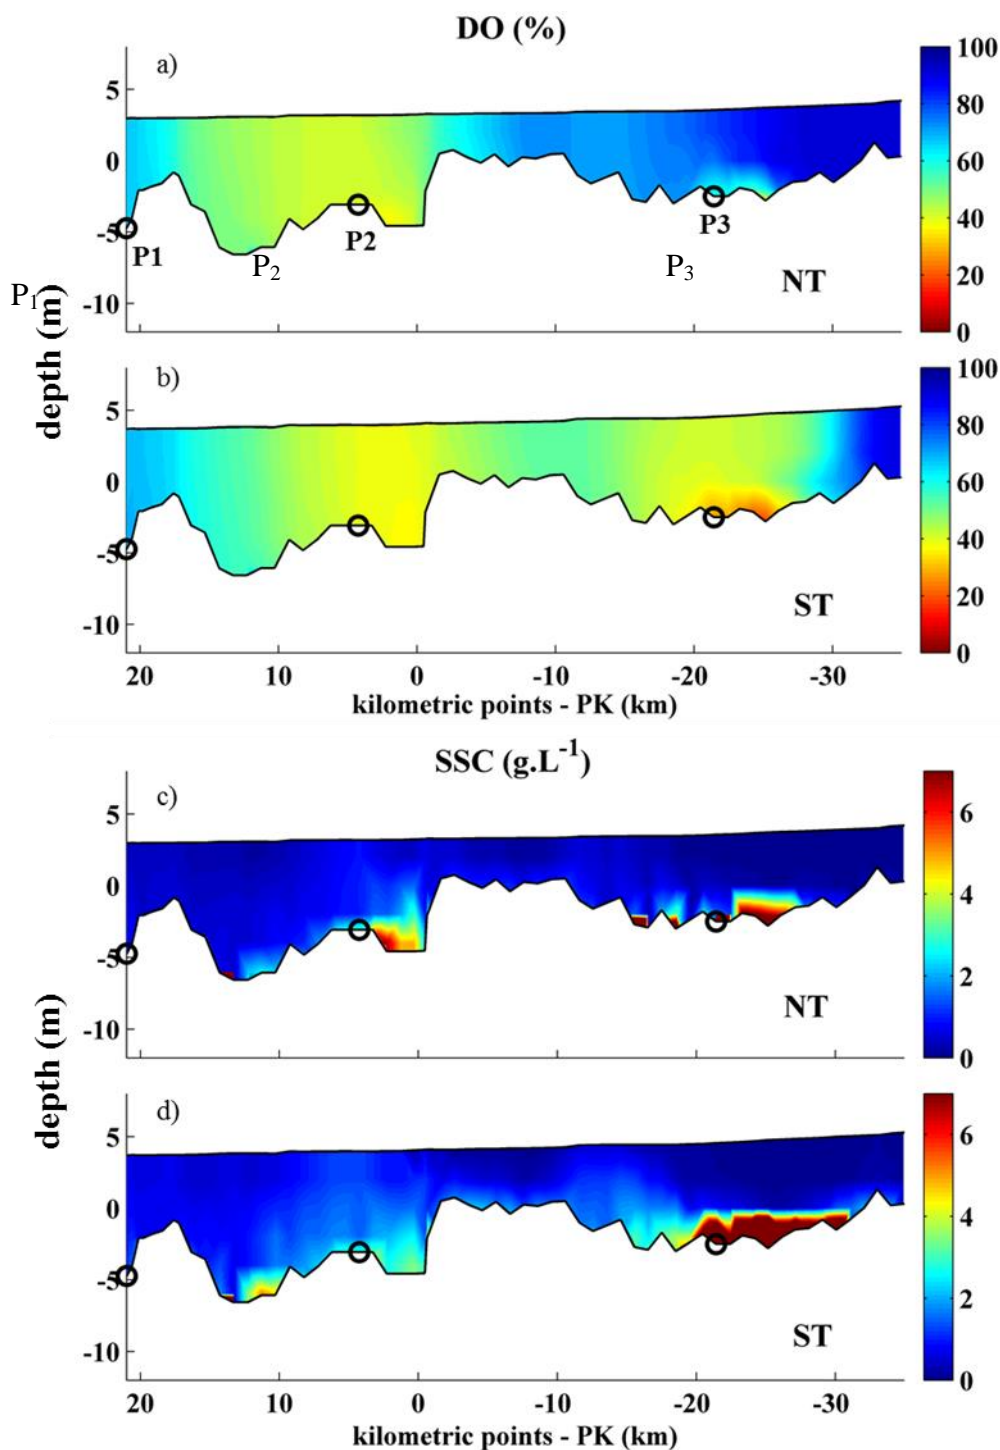 DO (%)
a)
5
0
-5
-10
P1
P2
P3
P₂
P₃
P₁
NT
100
80
60
40
20
0
depth (m)
b)
5
0
-5
-10
ST
100
80
60
40
20
0
20 10 0 -10 -20 -30
kilometric points - PK (km)
SSC (g.L⁻¹)
c)
5
0
-5
-10
NT
6
4
2
0
depth (m)
d)
5
0
-5
-10
ST
6
4
2
0
20 10 0 -10 -20 -30
kilometric points - PK (km)